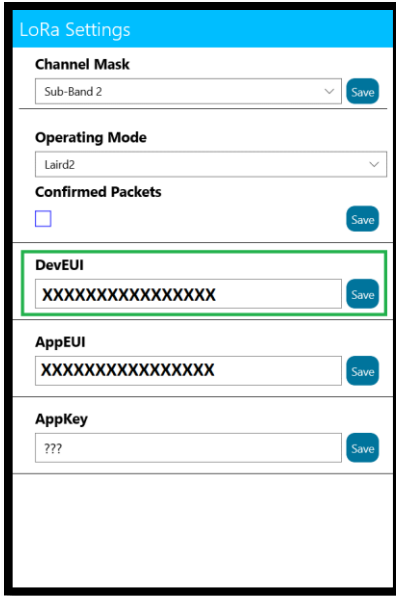 LoRa Settings
Channel Mask
Sub-Band 2
Save
Operating Mode
Laird2
Confirmed Packets
Save
DevEUI
XXXXXXXXXXXXXXXX
Save
AppEUI
XXXXXXXXXXXXXXXX
Save
AppKey
???
Save